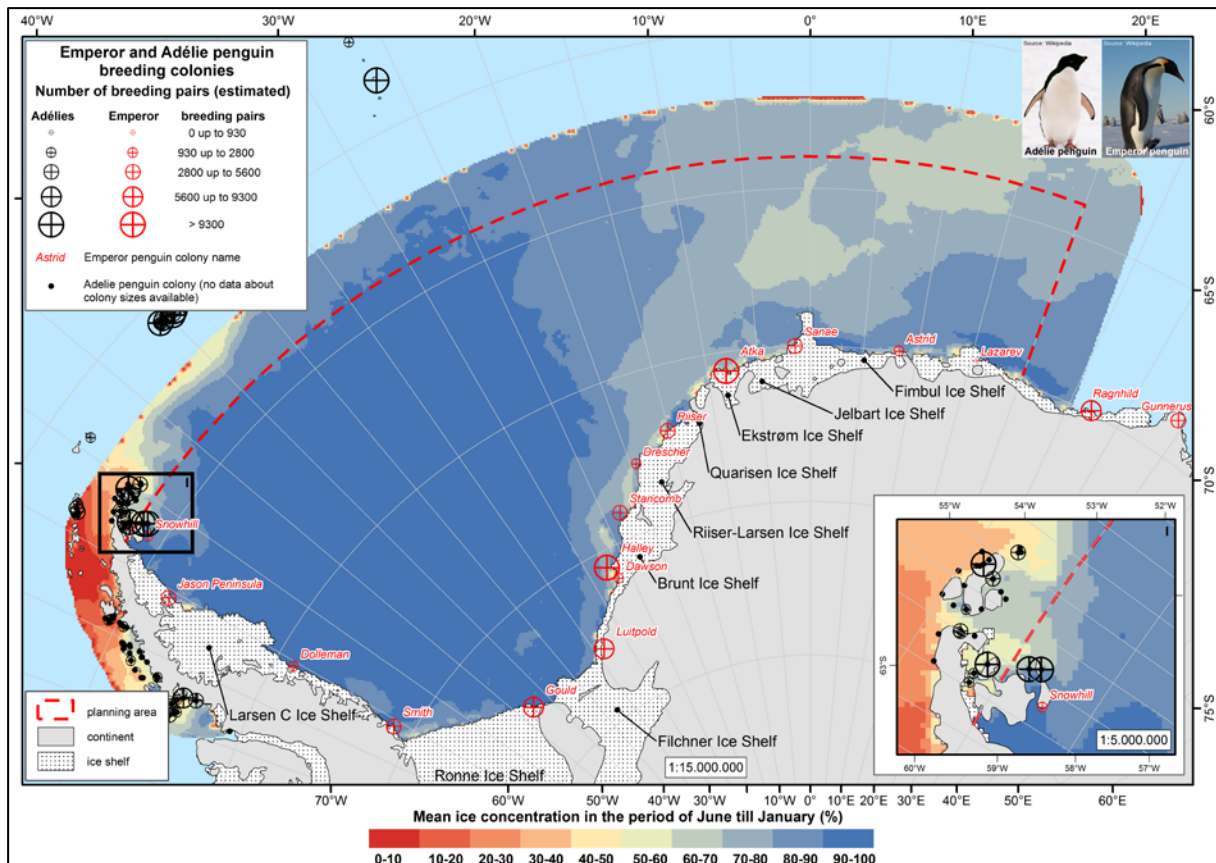 40°W
30°W
20°W
10°W
0°
10°E
20°E
Emperor and Adélie penguin
breeding colonies
Number of breeding pairs (estimated)
Adélies Emperor breeding pairs
0 up to 930
930 up to 2800
2800 up to 5600
5600 up to 9300
> 9300
Astrid Emperor penguin colony name
Adelie penguin colony (no data about
colony sizes available)
Source: Wikipedia
Source: Wikipedia
Adélie penguin
Emperor penguin
60°S
65°S
70°S
75°S
Sanae
Astrid
Lazarev
Atka
Fimbul Ice Shelf
Jelbart Ice Shelf
Ragnhild
Gunnerus
Riiser
Ekstrøm Ice Shelf
Drescher
Quarisen Ice Shelf
Stancomb
Riiser-Larsen Ice Shelf
Halley
Dawson
Brunt Ice Shelf
Luitpold
Gould
Filchner Ice Shelf
I
Snowhill
Jason Peninsula
Dolleman
Smith
Larsen C Ice Shelf
Ronne Ice Shelf
1:15.000.000
planning area
continent
ice shelf
55°W
54°W
53°W
52°W
I
63°S
Snowhill
1:5.000.000
60°W
59°W
58°W
57°W
70°W
60°W
50°W
40°W
30°W
20°W
10°W
0°
10°E
20°E
30°E
40°E
50°E
60°E
Mean ice concentration in the period of June till January (%)
0-10 10-20 20-30 30-40 40-50 50-60 60-70 70-80 80-90 90-100